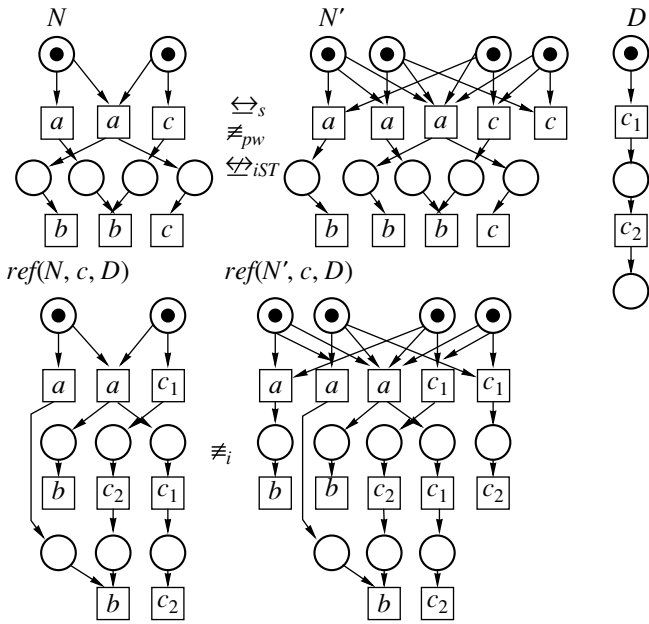 N N′ D
a a c a a a c c c₁
↔ₛ
≢pw
↮iST
b b c b b b c c₂
ref(N, c, D) ref(N′, c, D)
a a c₁ a a a c₁ c₁
≢i
b c₂ c₁ b b c₂ c₁ c₂
b c₂ b c₂